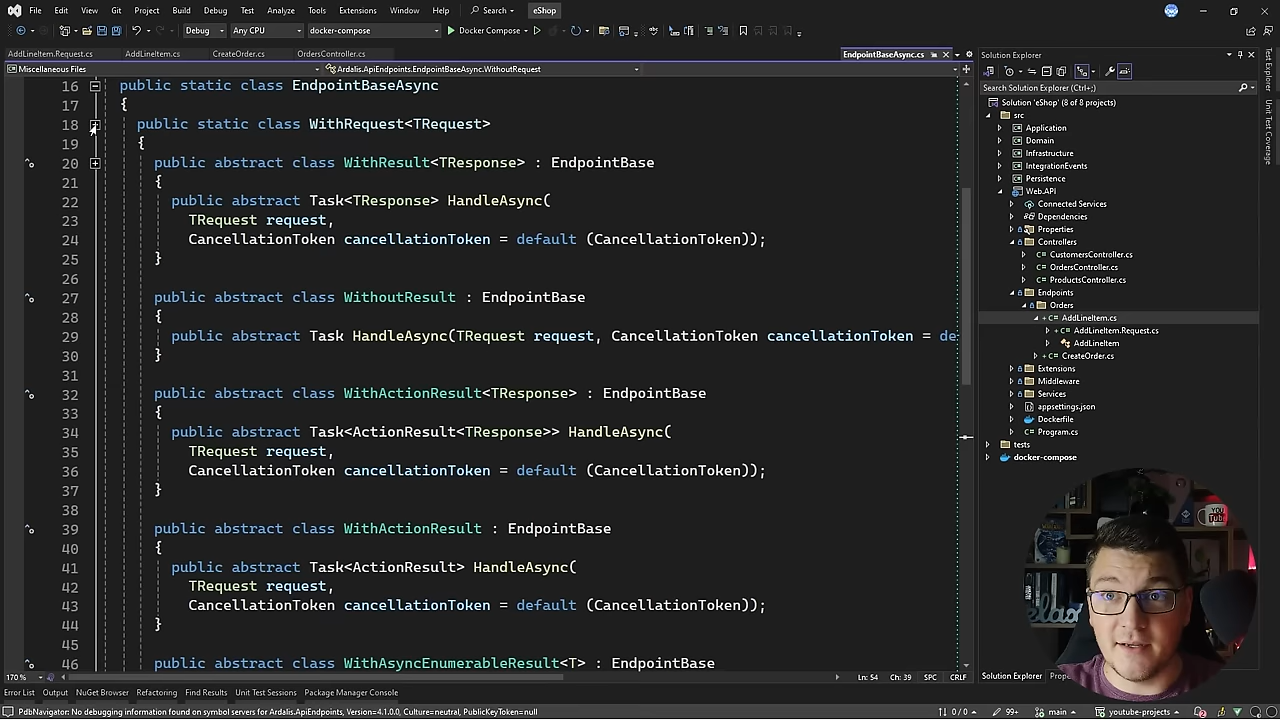 File Edit View Git Project Build Debug Test Analyze Tools Extensions Window Help Search eShop
Debug Any CPU docker-compose Docker Compose
AddLineItem.Request.cs AddLineItem.cs CreateOrder.cs OrdersController.cs EndpointBaseAsync.cs
Miscellaneous Files Ardalis.ApiEndpoints.EndpointBaseAsync.WithoutRequest
16 public static class EndpointBaseAsync
17 {
18 public static class WithRequest<TRequest>
19 {
20 public abstract class WithResult<TResponse> : EndpointBase
21 {
22 public abstract Task<TResponse> HandleAsync(
23 TRequest request,
24 CancellationToken cancellationToken = default (CancellationToken));
25 }
26
27 public abstract class WithoutResult : EndpointBase
28 {
29 public abstract Task HandleAsync(TRequest request, CancellationToken cancellationToken = de
30 }
31
32 public abstract class WithActionResult<TResponse> : EndpointBase
33 {
34 public abstract Task<ActionResult<TResponse>> HandleAsync(
35 TRequest request,
36 CancellationToken cancellationToken = default (CancellationToken));
37 }
38
39 public abstract class WithActionResult : EndpointBase
40 {
41 public abstract Task<ActionResult> HandleAsync(
42 TRequest request,
43 CancellationToken cancellationToken = default (CancellationToken));
44 }
45
46 public abstract class WithAsyncEnumerableResult<T> : EndpointBase
170 % Ln: 54 Ch: 39 SPC CRLF
Solution Explorer
Search Solution Explorer (Ctrl+;)
Solution 'eShop' (8 of 8 projects)
src
Application
Domain
Infrastructure
IntegrationEvents
Persistence
Web.API
Connected Services
Dependencies
Properties
Controllers
CustomersController.cs
OrdersController.cs
ProductsController.cs
Endpoints
Orders
AddLineItem.cs
AddLineItem.Request.cs
AddLineItem
CreateOrder.cs
Extensions
Middleware
Services
appsettings.json
Dockerfile
Program.cs
tests
docker-compose
Test Explorer
Unit Test Coverage
You Tube
Solution Explorer
Error List Output NuGet Browser Refactoring Find Results Unit Test Sessions Package Manager Console
PdbNavigator: No debugging information found on symbol servers for Ardalis.ApiEndpoints, Version=4.1.0.0, Culture=neutral, PublicKeyToken=null 0 / 0 99+ main youtube-projects